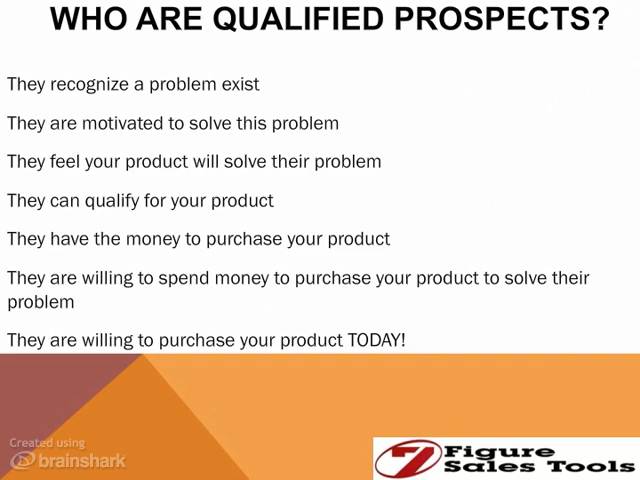 WHO ARE QUALIFIED PROSPECTS?
They recognize a problem exist
They are motivated to solve this problem
They feel your product will solve their problem
They can qualify for your product
They have the money to purchase your product
They are willing to spend money to purchase your product to solve their
problem
They are willing to purchase your product TODAY!
Created using
brainshark
7 Figure
Sales Tools